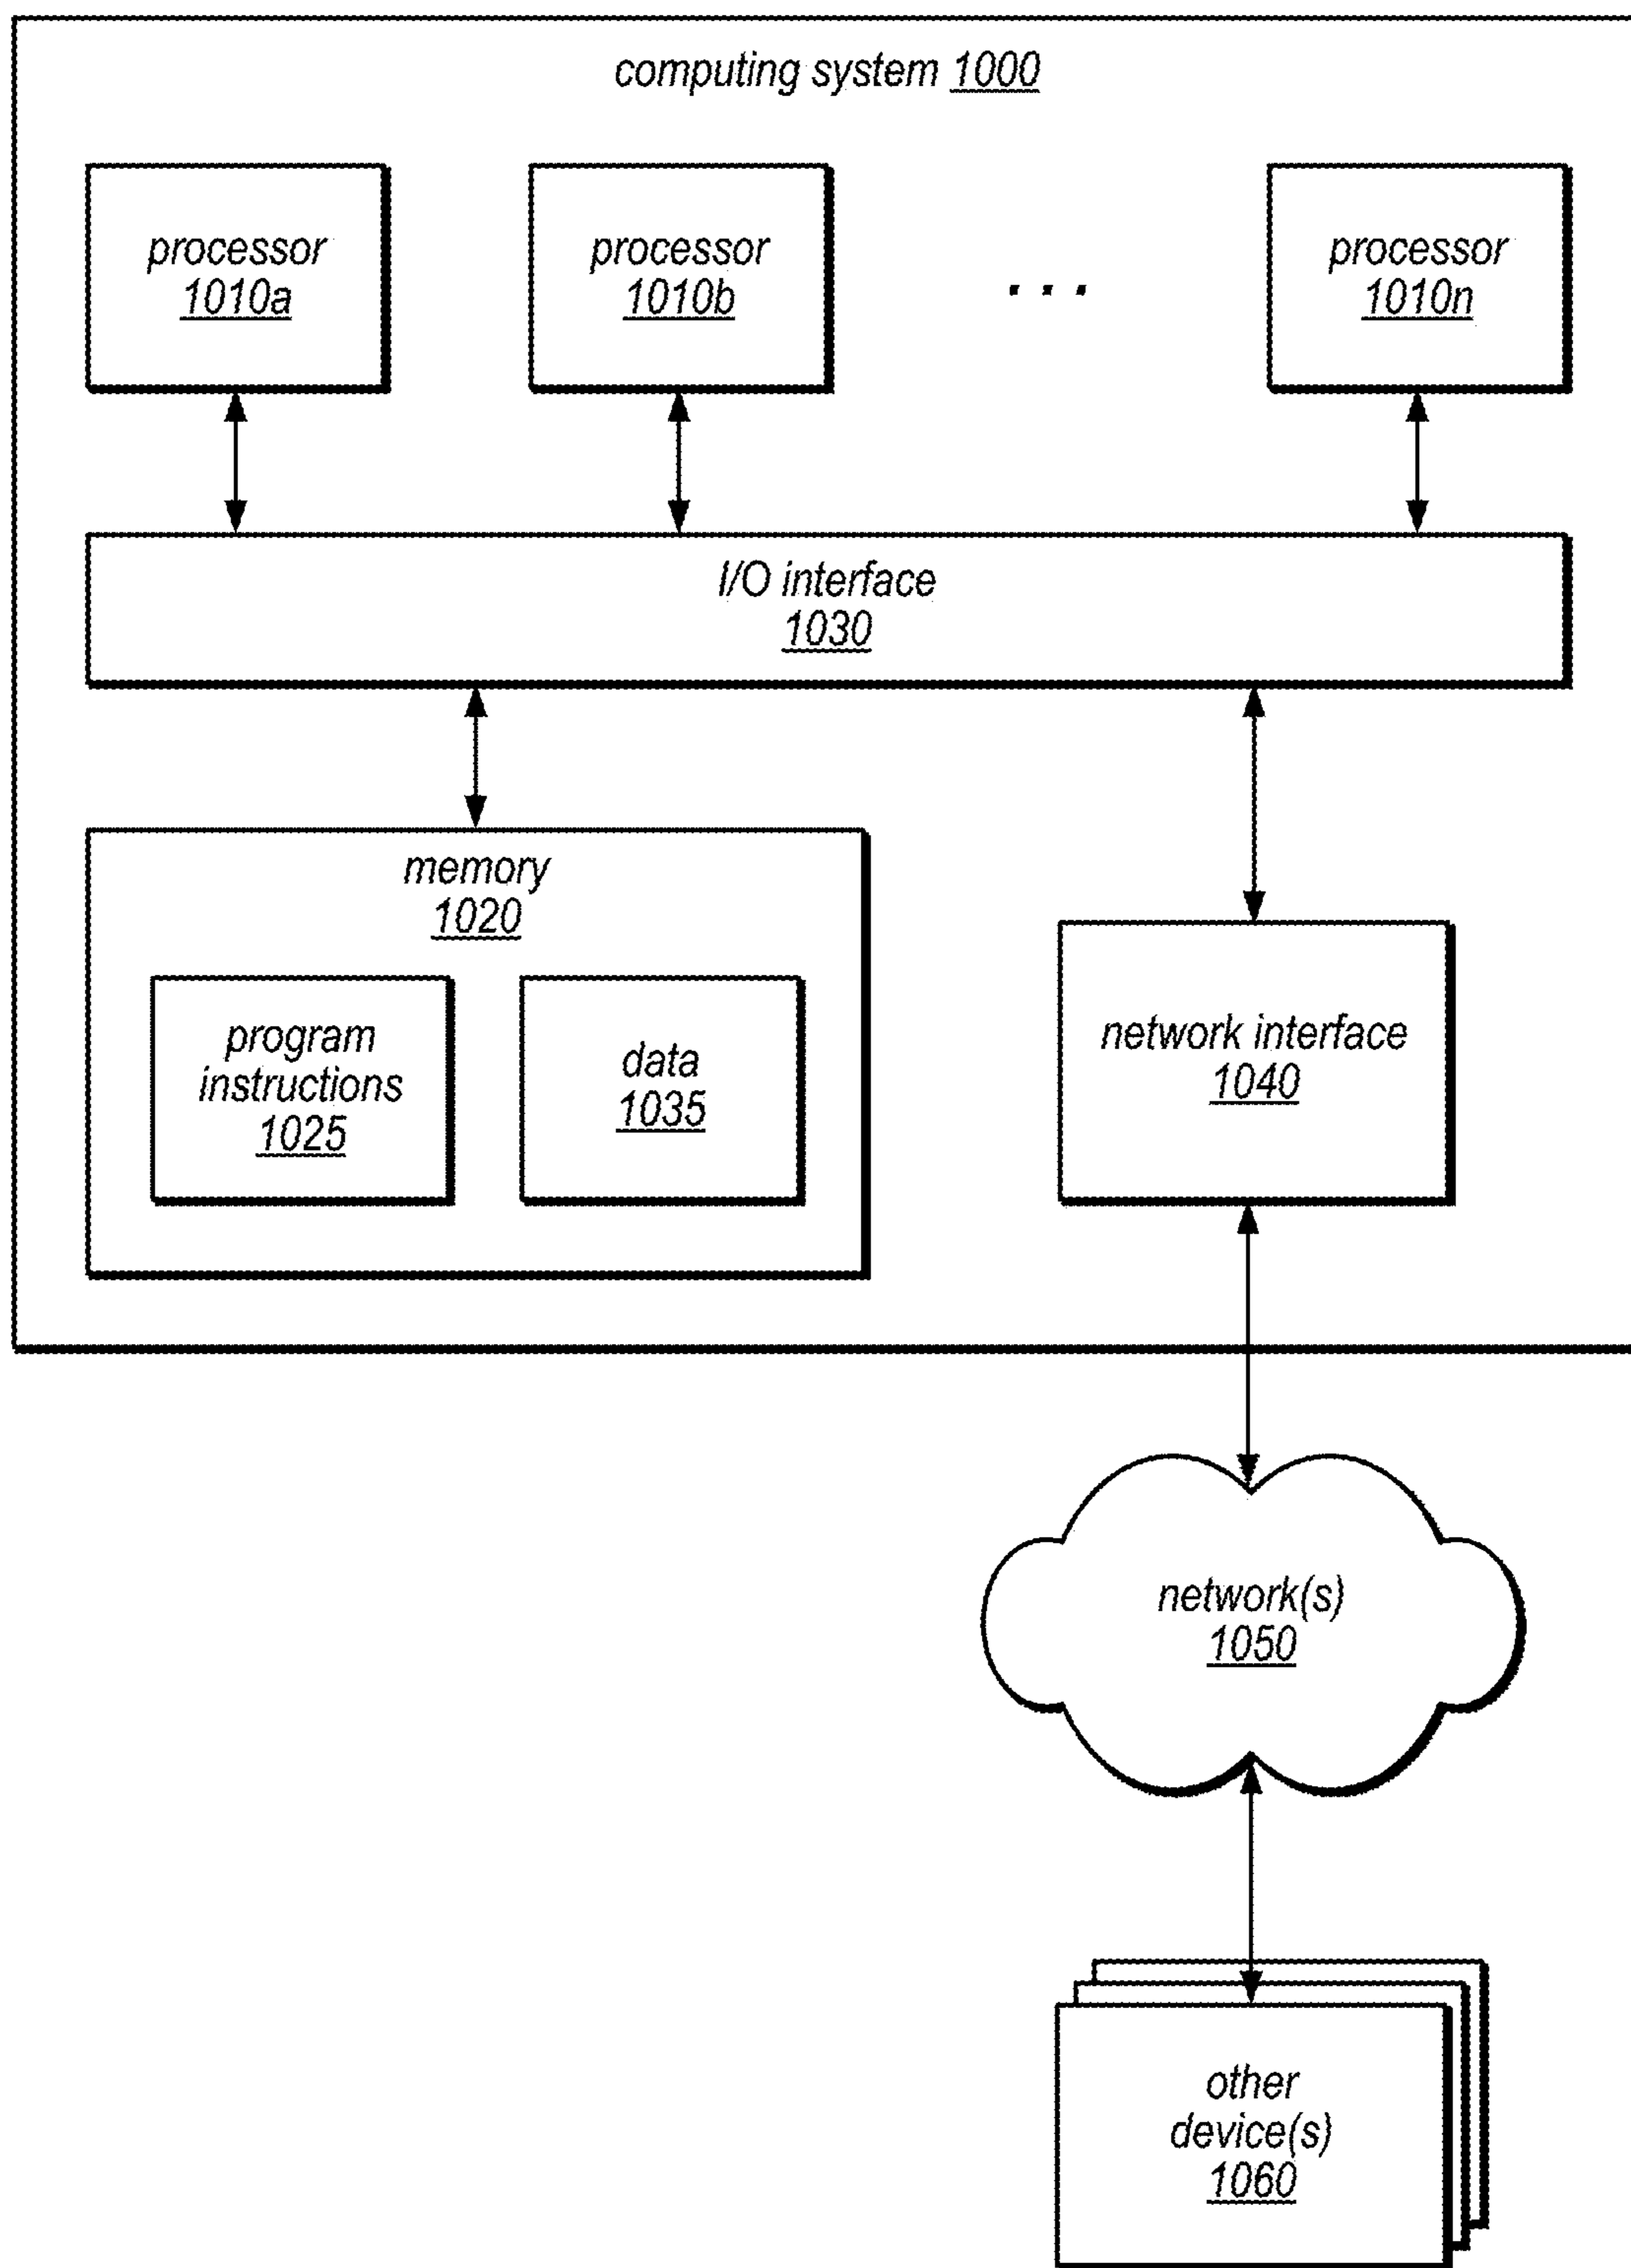 computing system 1000
processor
1010a
processor
1010b
. . .
processor
1010n
I/O interface
1030
memory
1020
program
instructions
1025
data
1035
network interface
1040
network(s)
1050
other
device(s)
1060